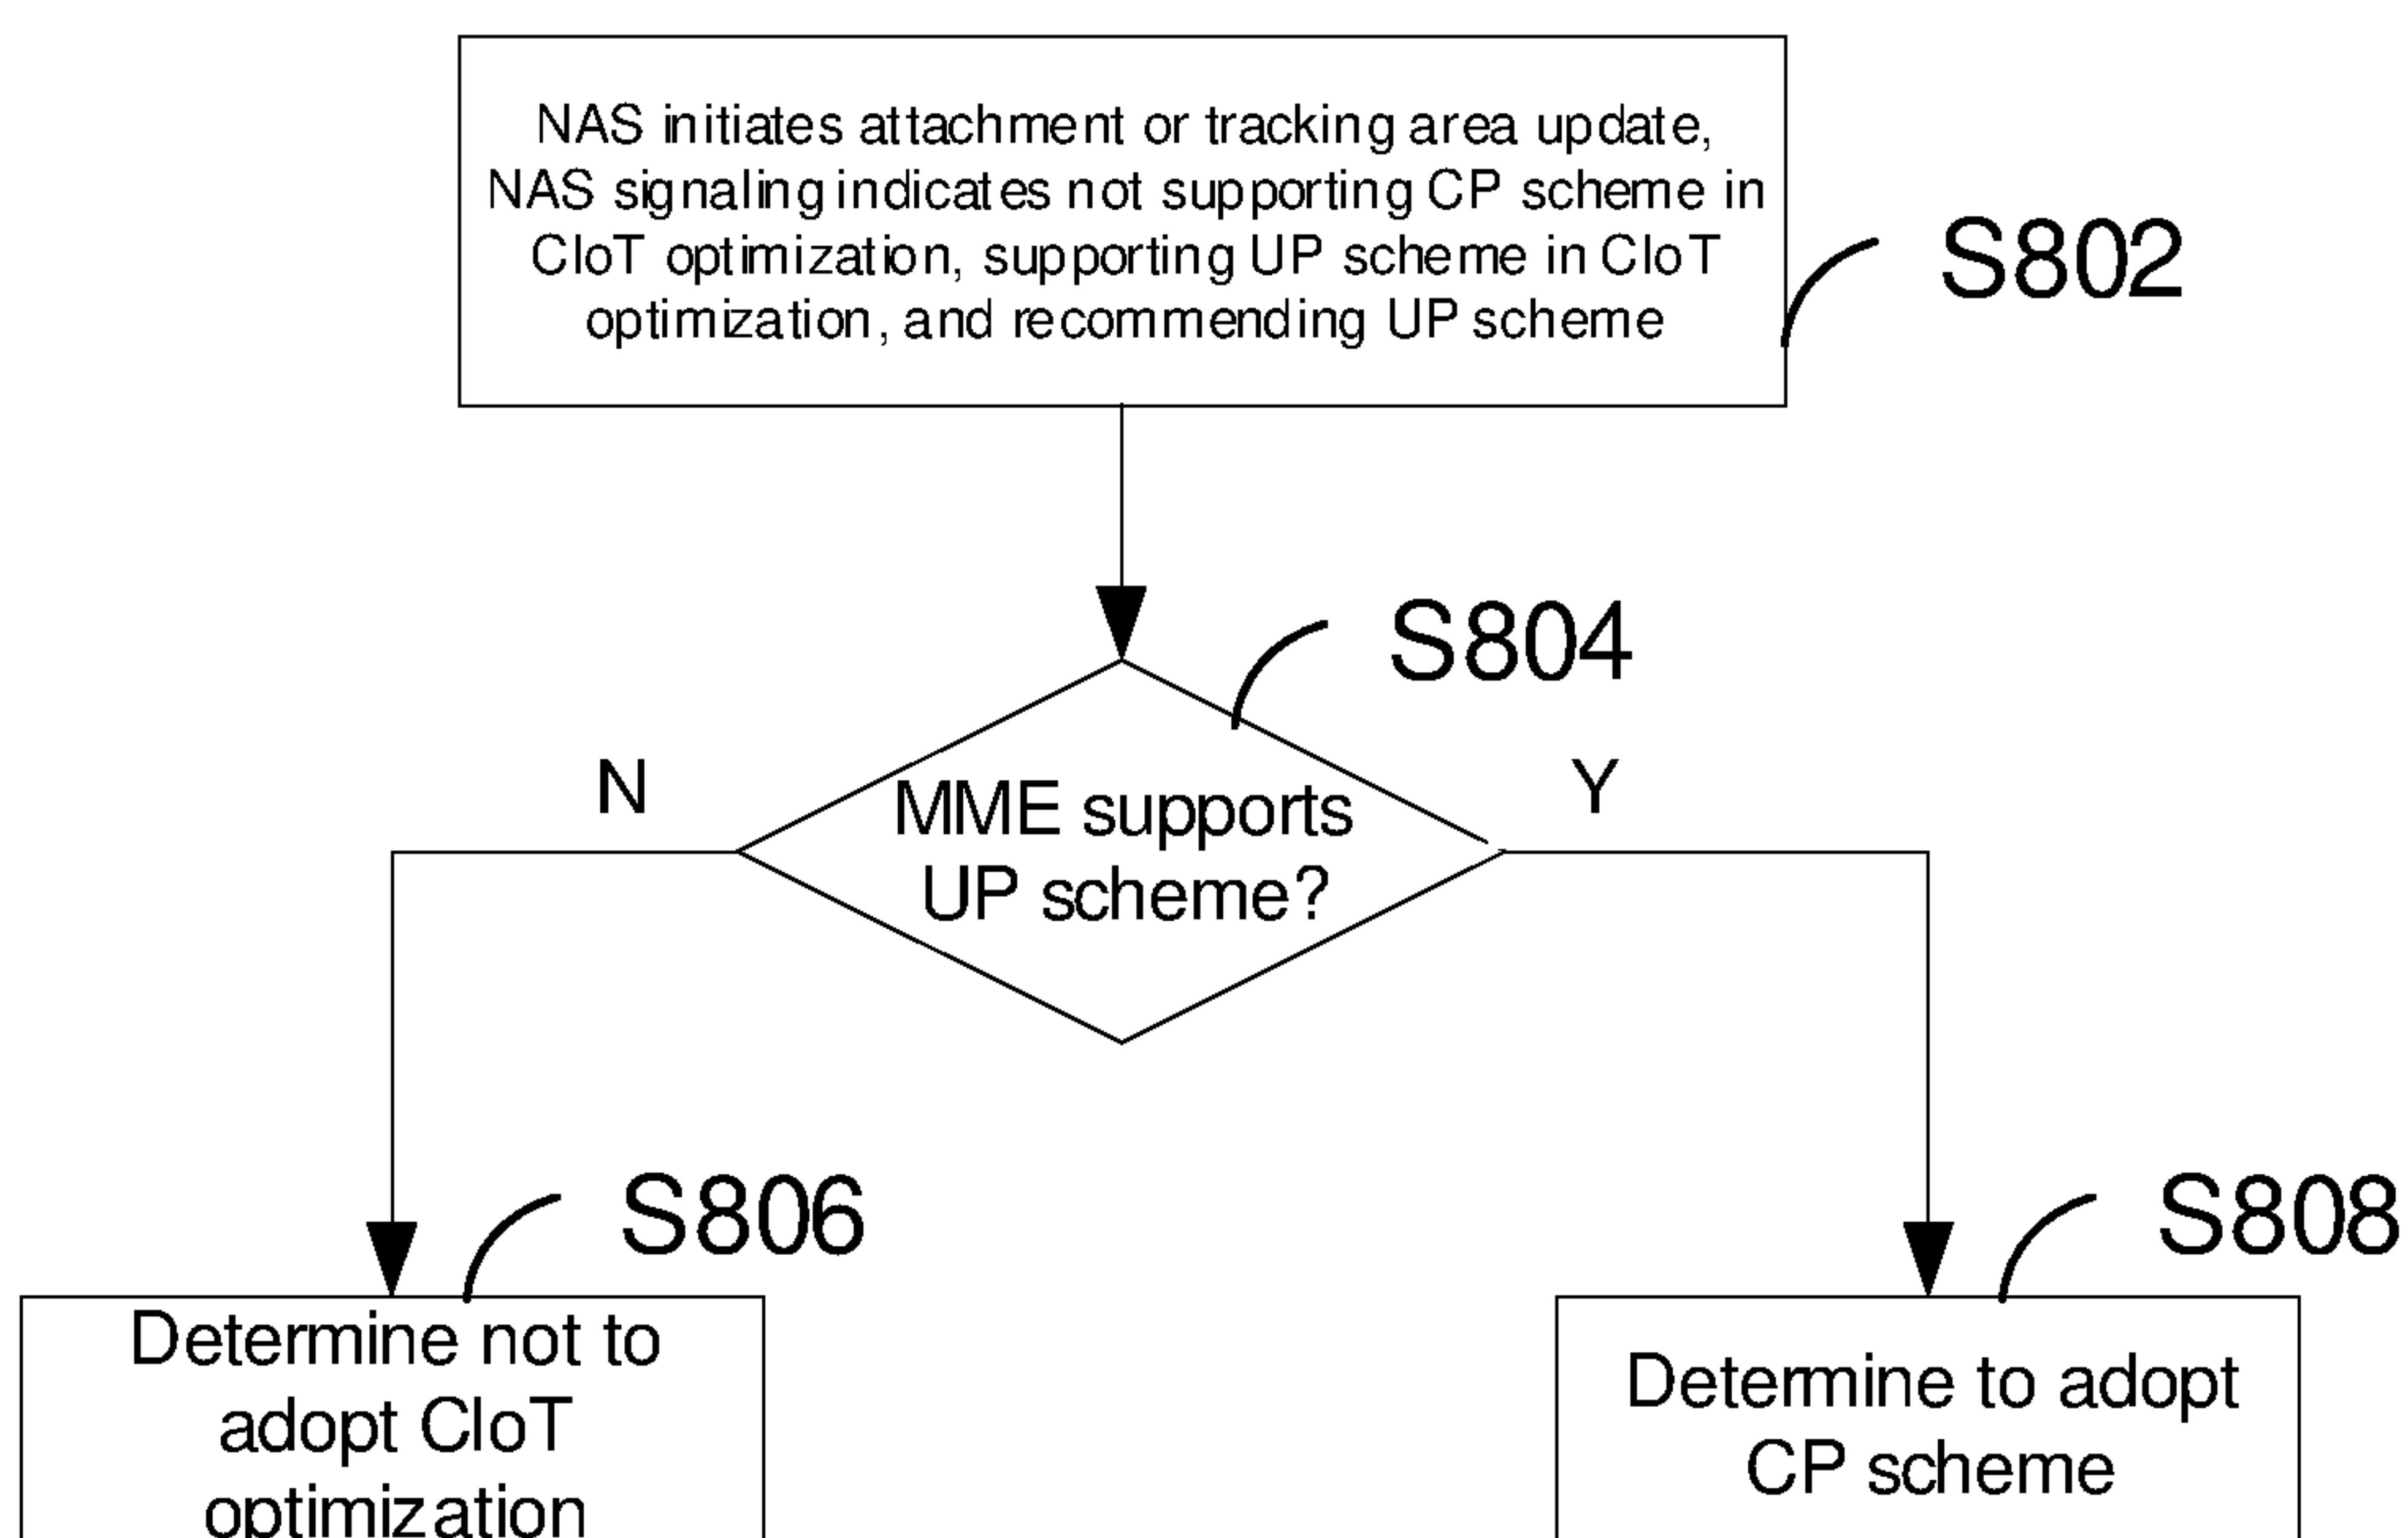 NAS initiates attachment or tracking area update,
NAS signaling indicates not supporting CP scheme in
CIoT optimization, supporting UP scheme in CIoT
optimization, and recommending UP scheme
S802
S804
N
Y
MME supports
UP scheme?
S806
S808
Determine not to
adopt CIoT
optimization
Determine to adopt
CP scheme